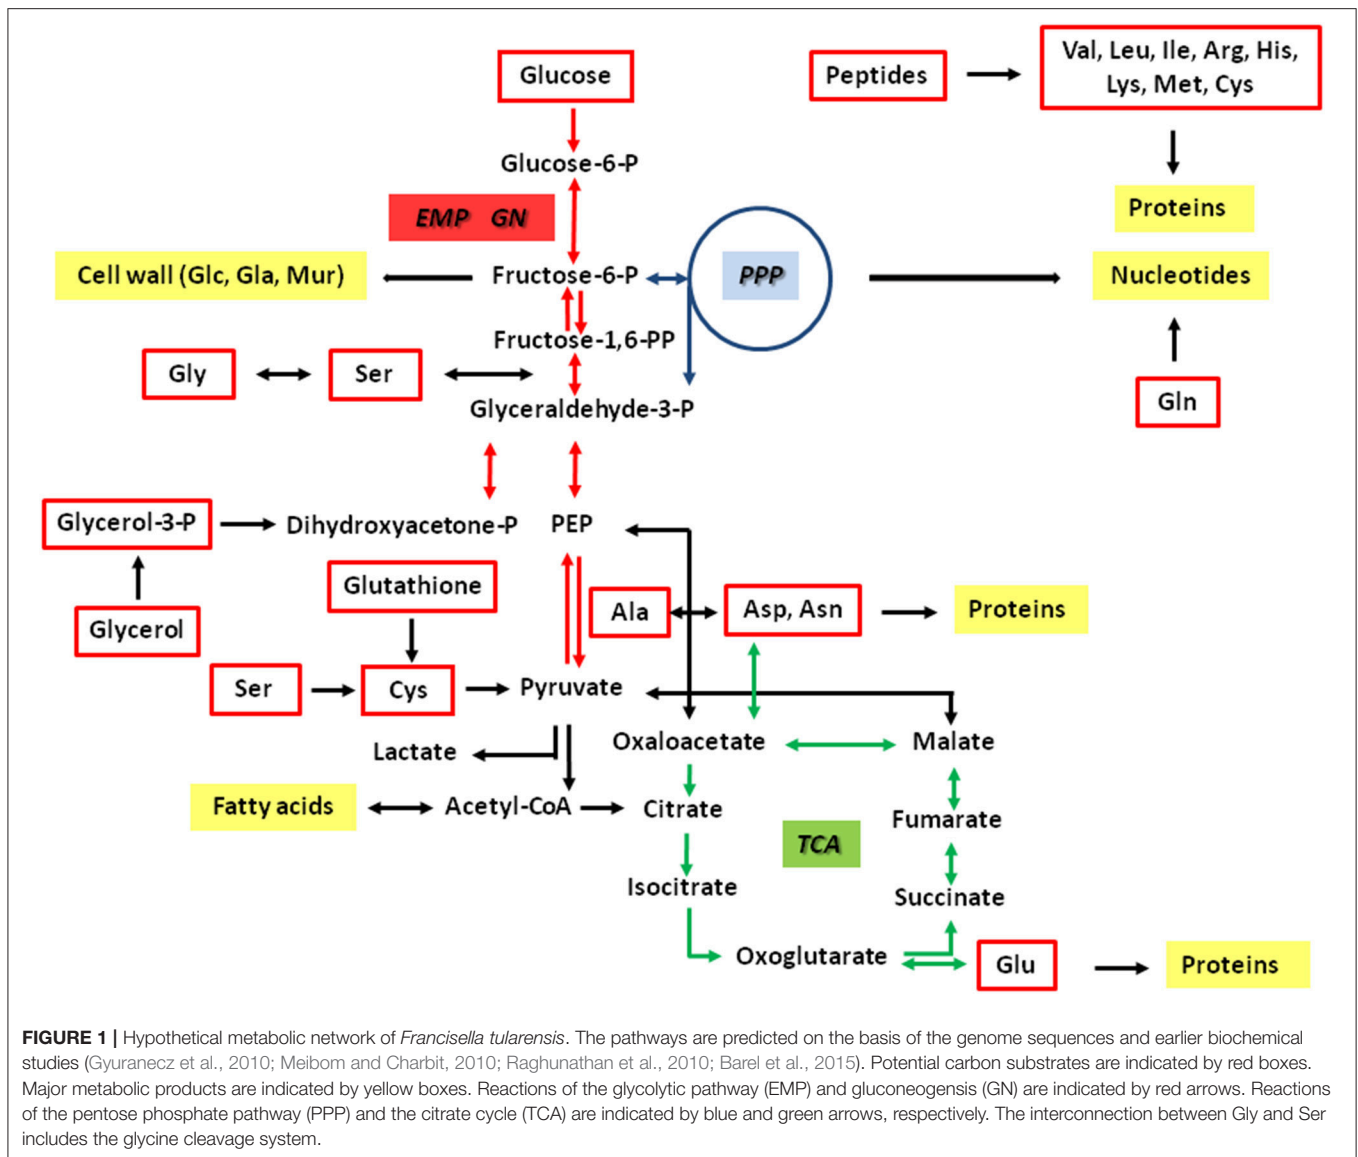 Glucose
Peptides
Val, Leu, Ile, Arg, His,
Lys, Met, Cys
Glucose-6-P
EMP GN
Proteins
Cell wall (Glc, Gla, Mur)
Fructose-6-P
PPP
Nucleotides
Fructose-1,6-PP
Gly
Ser
Glyceraldehyde-3-P
Gln
Glycerol-3-P
Dihydroxyacetone-P
PEP
Glutathione
Glycerol
Ala
Asp, Asn
Proteins
Ser
Cys
Pyruvate
Lactate
Oxaloacetate
Malate
Fatty acids
Acetyl-CoA
Citrate
Fumarate
TCA
Isocitrate
Succinate
Oxoglutarate
Glu
Proteins
FIGURE 1 | Hypothetical metabolic network of Francisella tularensis. The pathways are predicted on the basis of the genome sequences and earlier biochemical
studies (Gyuranecz et al., 2010; Meibom and Charbit, 2010; Raghunathan et al., 2010; Barel et al., 2015). Potential carbon substrates are indicated by red boxes.
Major metabolic products are indicated by yellow boxes. Reactions of the glycolytic pathway (EMP) and gluconeogensis (GN) are indicated by red arrows. Reactions
of the pentose phosphate pathway (PPP) and the citrate cycle (TCA) are indicated by blue and green arrows, respectively. The interconnection between Gly and Ser
includes the glycine cleavage system.